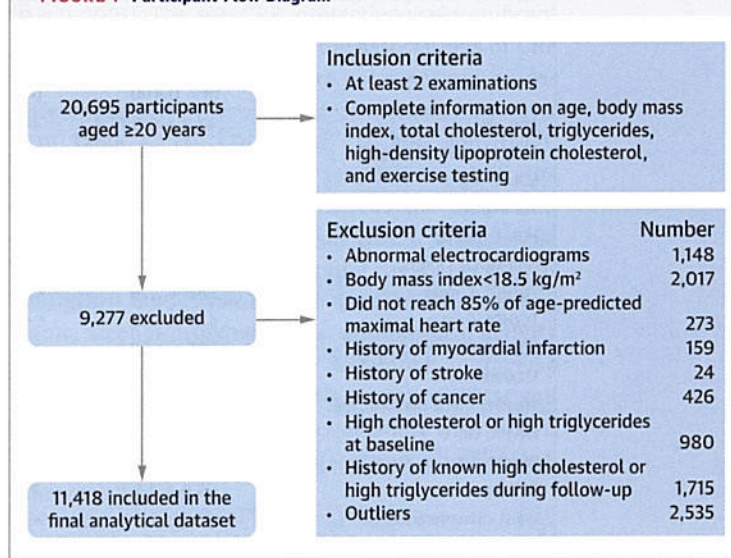 FIGURE 1 Participant Flow Diagram
20,695 participants
aged ≥20 years
Inclusion criteria
• At least 2 examinations
• Complete information on age, body mass
index, total cholesterol, triglycerides,
high-density lipoprotein cholesterol,
and exercise testing
9,277 excluded
Exclusion criteria Number
• Abnormal electrocardiograms 1,148
• Body mass index<18.5 kg/m² 2,017
• Did not reach 85% of age-predicted
maximal heart rate 273
• History of myocardial infarction 159
• History of stroke 24
• History of cancer 426
• High cholesterol or high triglycerides
at baseline 980
• History of known high cholesterol or
high triglycerides during follow-up 1,715
• Outliers 2,535
11,418 included in the
final analytical dataset